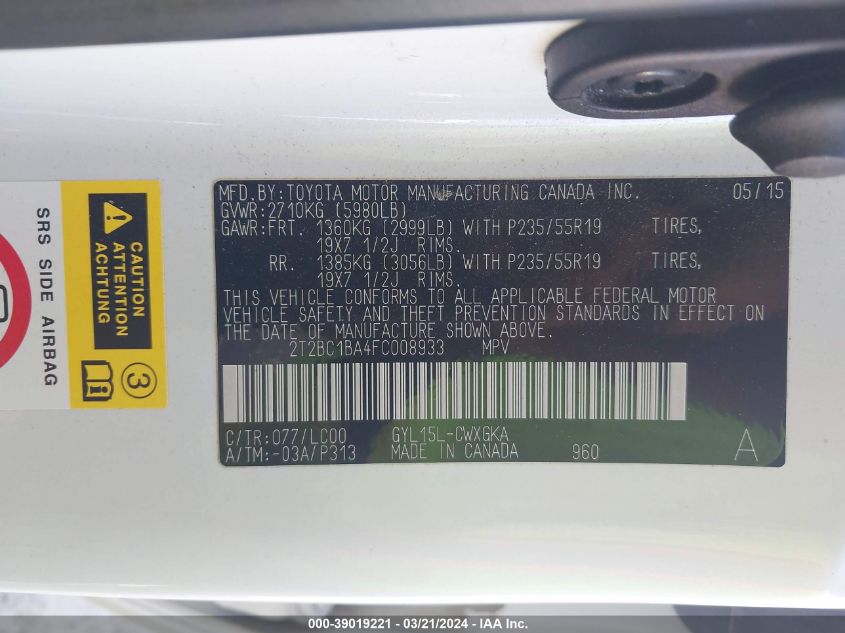 SRS SIDE AIRBAG
CAUTION
ATTENTION
ACHTUNG
3
MFD.BY:TOYOTA MOTOR MANUFACTURING CANADA INC. 05/15
GVWR:2710KG (5980LB)
GAWR:FRT. 1360KG (2999LB) WITH P235/55R19 TIRES,
19X7 1/2J RIMS.
RR. 1385KG (3056LB) WITH P235/55R19 TIRES,
19X7 1/2J RIMS.
THIS VEHICLE CONFORMS TO ALL APPLICABLE FEDERAL MOTOR
VEHICLE SAFETY AND THEFT PREVENTION STANDARDS IN EFFECT ON
THE DATE OF MANUFACTURE SHOWN ABOVE.
2T2BC1BA4FC008933 MPV
C/TR:077/LC00 GYL15L-CWXGKA
A/TM:-03A/P313 MADE IN CANADA 960 A
000-39019221 - 03/21/2024 - IAA Inc.